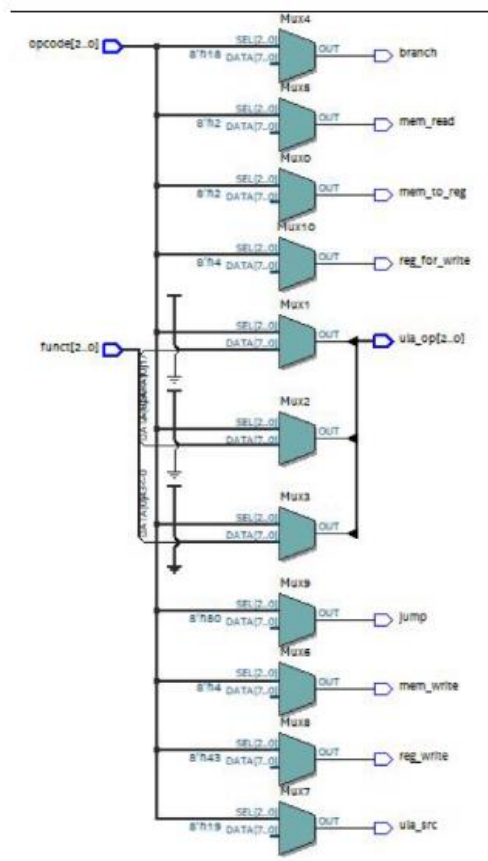 Mux4
opcode[2..0]
SEL[2..0]
8'h18 DATA[7..0]
OUT
branch
Mux5
SEL[2..0]
8'h2 DATA[7..0]
OUT
mem_read
Mux0
SEL[2..0]
8'h2 DATA[7..0]
OUT
mem_to_reg
Mux10
SEL[2..0]
8'h4 DATA[7..0]
OUT
reg_for_write
Mux1
SEL[2..0]
DATA[7..0]
OUT
ula_op[2..0]
funct[2..0]
Mux2
SEL[2..0]
DATA[7..0]
OUT
Mux3
SEL[2..0]
DATA[7..0]
OUT
Mux9
SEL[2..0]
8'h80 DATA[7..0]
OUT
jump
Mux6
SEL[2..0]
8'h4 DATA[7..0]
OUT
mem_write
Mux8
SEL[2..0]
8'h43 DATA[7..0]
OUT
reg_write
Mux7
SEL[2..0]
8'h19 DATA[7..0]
OUT
ula_src